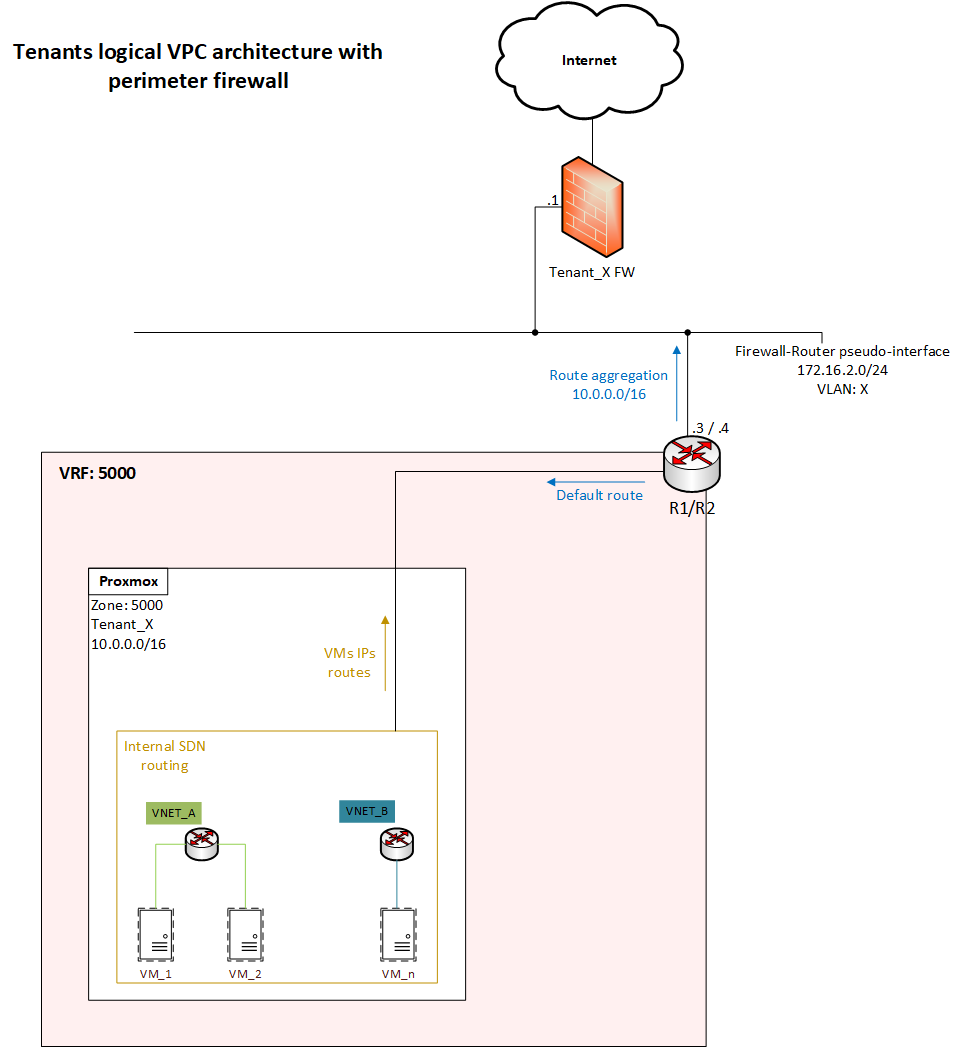 Tenants logical VPC architecture with
perimeter firewall
Internet
.1
Tenant_X FW
Firewall-Router pseudo-interface
172.16.2.0/24
VLAN: X
Route aggregation
10.0.0.0/16
.3 / .4
R1/R2
VRF: 5000
Default route
Proxmox
Zone: 5000
Tenant_X
10.0.0.0/16
VMs IPs
routes
Internal SDN
routing
VNET_A
VNET_B
VM_1
VM_2
VM_n